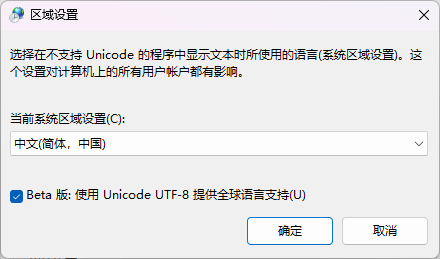 区域设置
选择在不支持 Unicode 的程序中显示文本时所使用的语言(系统区域设置)。这
个设置对计算机上的所有用户帐户都有影响。
当前系统区域设置(C):
中文(简体，中国)
Beta 版: 使用 Unicode UTF-8 提供全球语言支持(U)
确定
取消